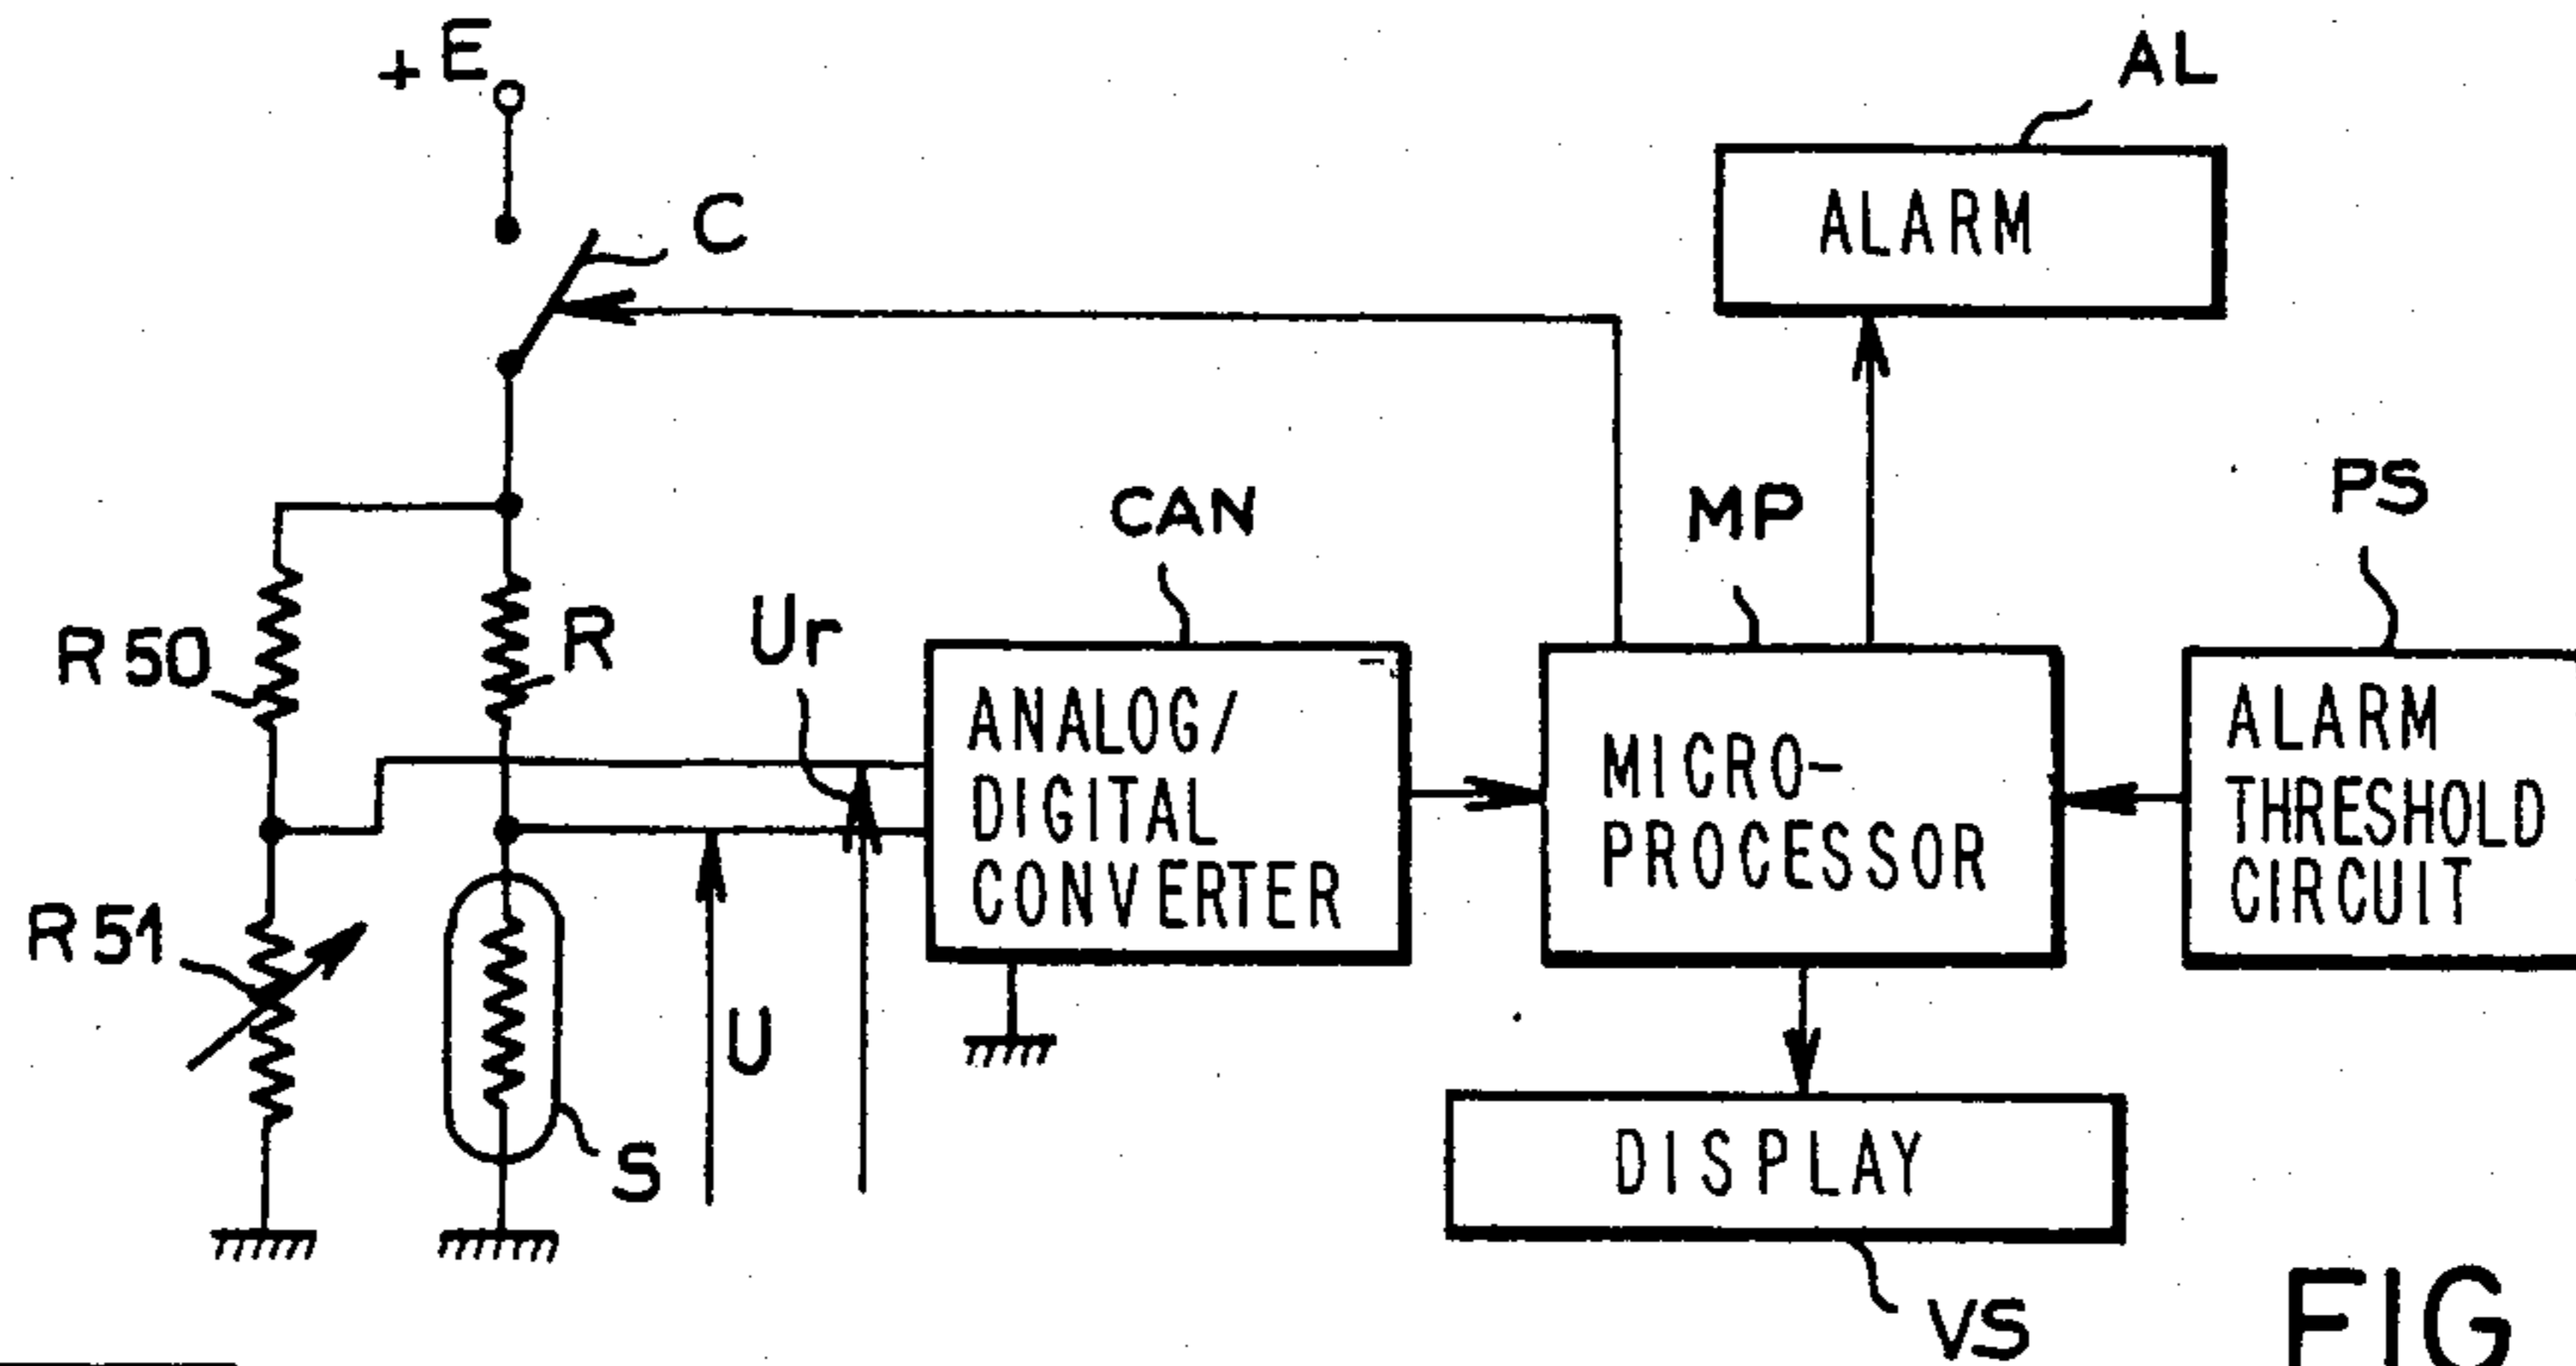 +E
C
AL
ALARM
R50
R
Ur
CAN
MP
PS
ANALOG/
DIGITAL
CONVERTER
MICRO-
PROCESSOR
ALARM
THRESHOLD
CIRCUIT
R51
U
S
DISPLAY
VS
FIG